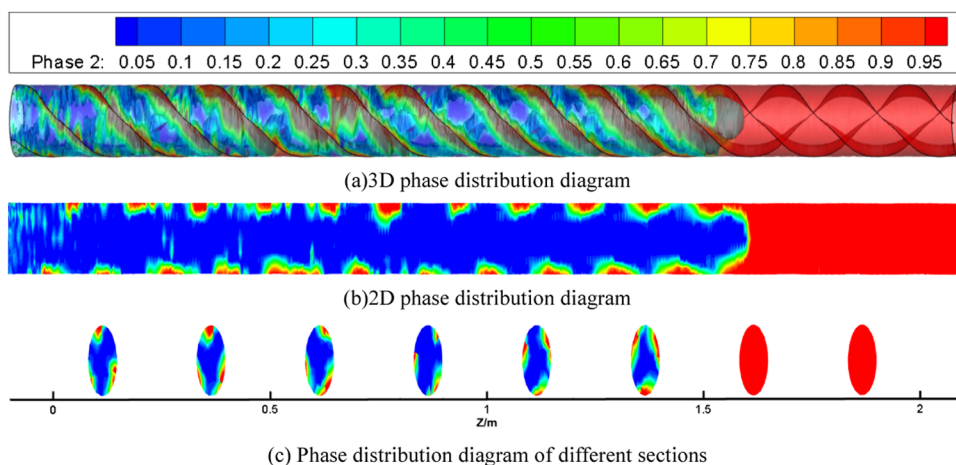 Phase 2: 0.05 0.1 0.15 0.2 0.25 0.3 0.35 0.4 0.45 0.5 0.55 0.6 0.65 0.7 0.75 0.8 0.85 0.9 0.95
(a)3D phase distribution diagram
(b)2D phase distribution diagram
0 0.5 1 1.5 2
Z/m
(c) Phase distribution diagram of different sections